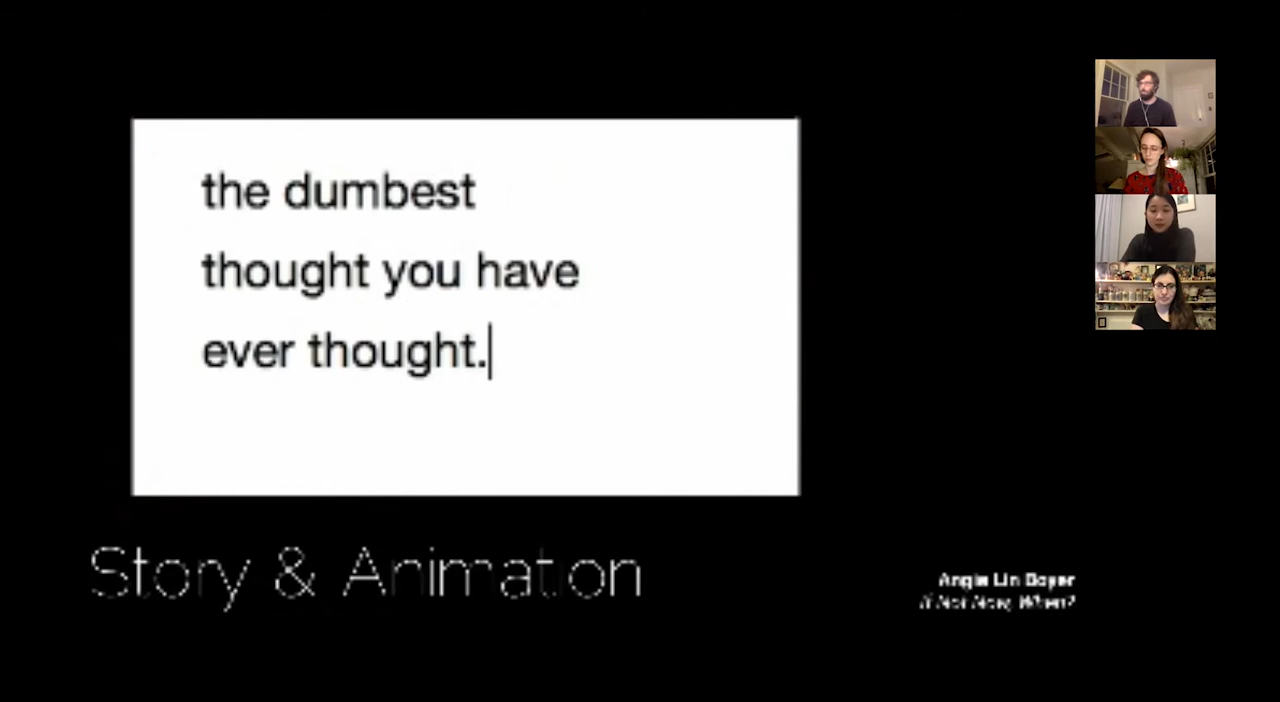 the dumbest
thought you have
ever thought.
Story & Animation
Angie Lin Boyer
If Not Now, When?